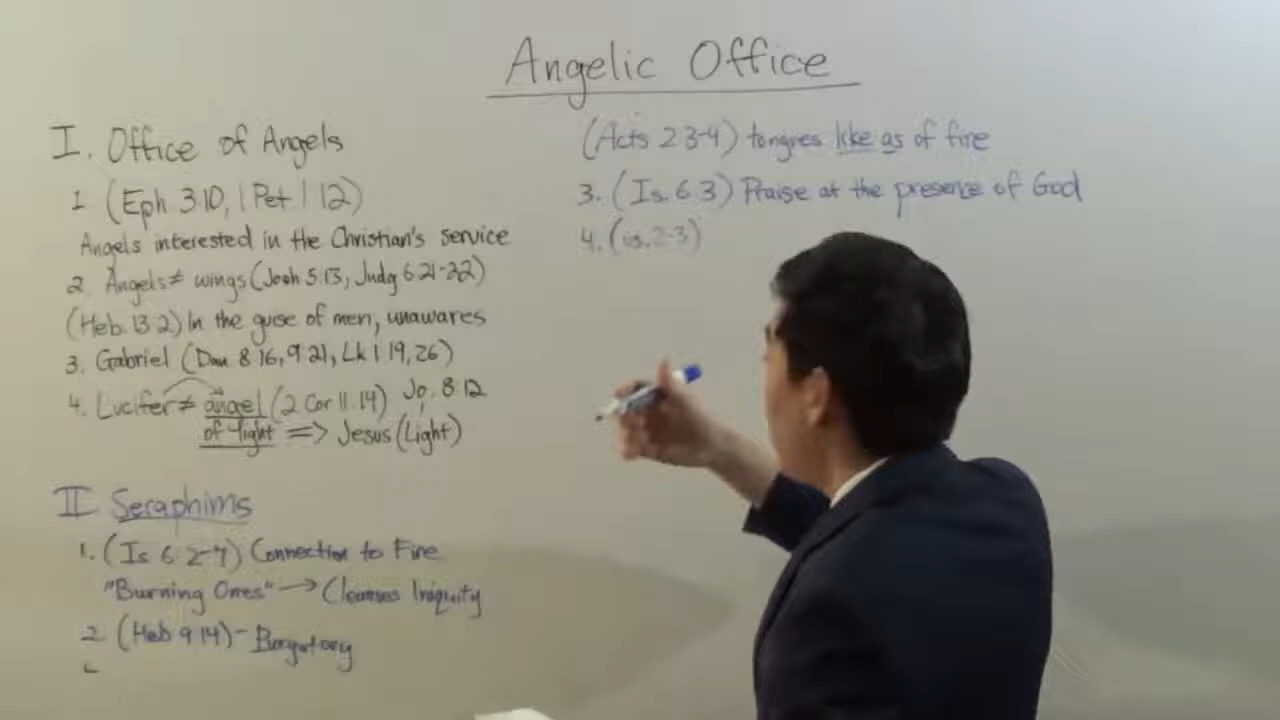 Angelic Office
I. Office of Angels
1 (Eph 3:10, 1 Pet 1 12)
Angels interested in the Christian's service
2 Angels ≠ wings (Josh 5:13, Judg 6 21-22)
(Heb. 13 2) In the guise of men, unawares
3. Gabriel (Dan 8 16, 9:21, Lk 1 19, 26)
4. Lucifer ≠ angel (2 Cor 11. 14) Jo. 8 12
of light => Jesus (Light)
II Seraphims
1. (Is 6 2-7) Connection to Fire
"Burning Ones" → Cleanses Iniquity
2 (Heb 9 14) -
(Acts 2:3-4) tongues like as of fire
3. (Is. 6:3) Praise at the presence of God
4. (vs. 2-3)